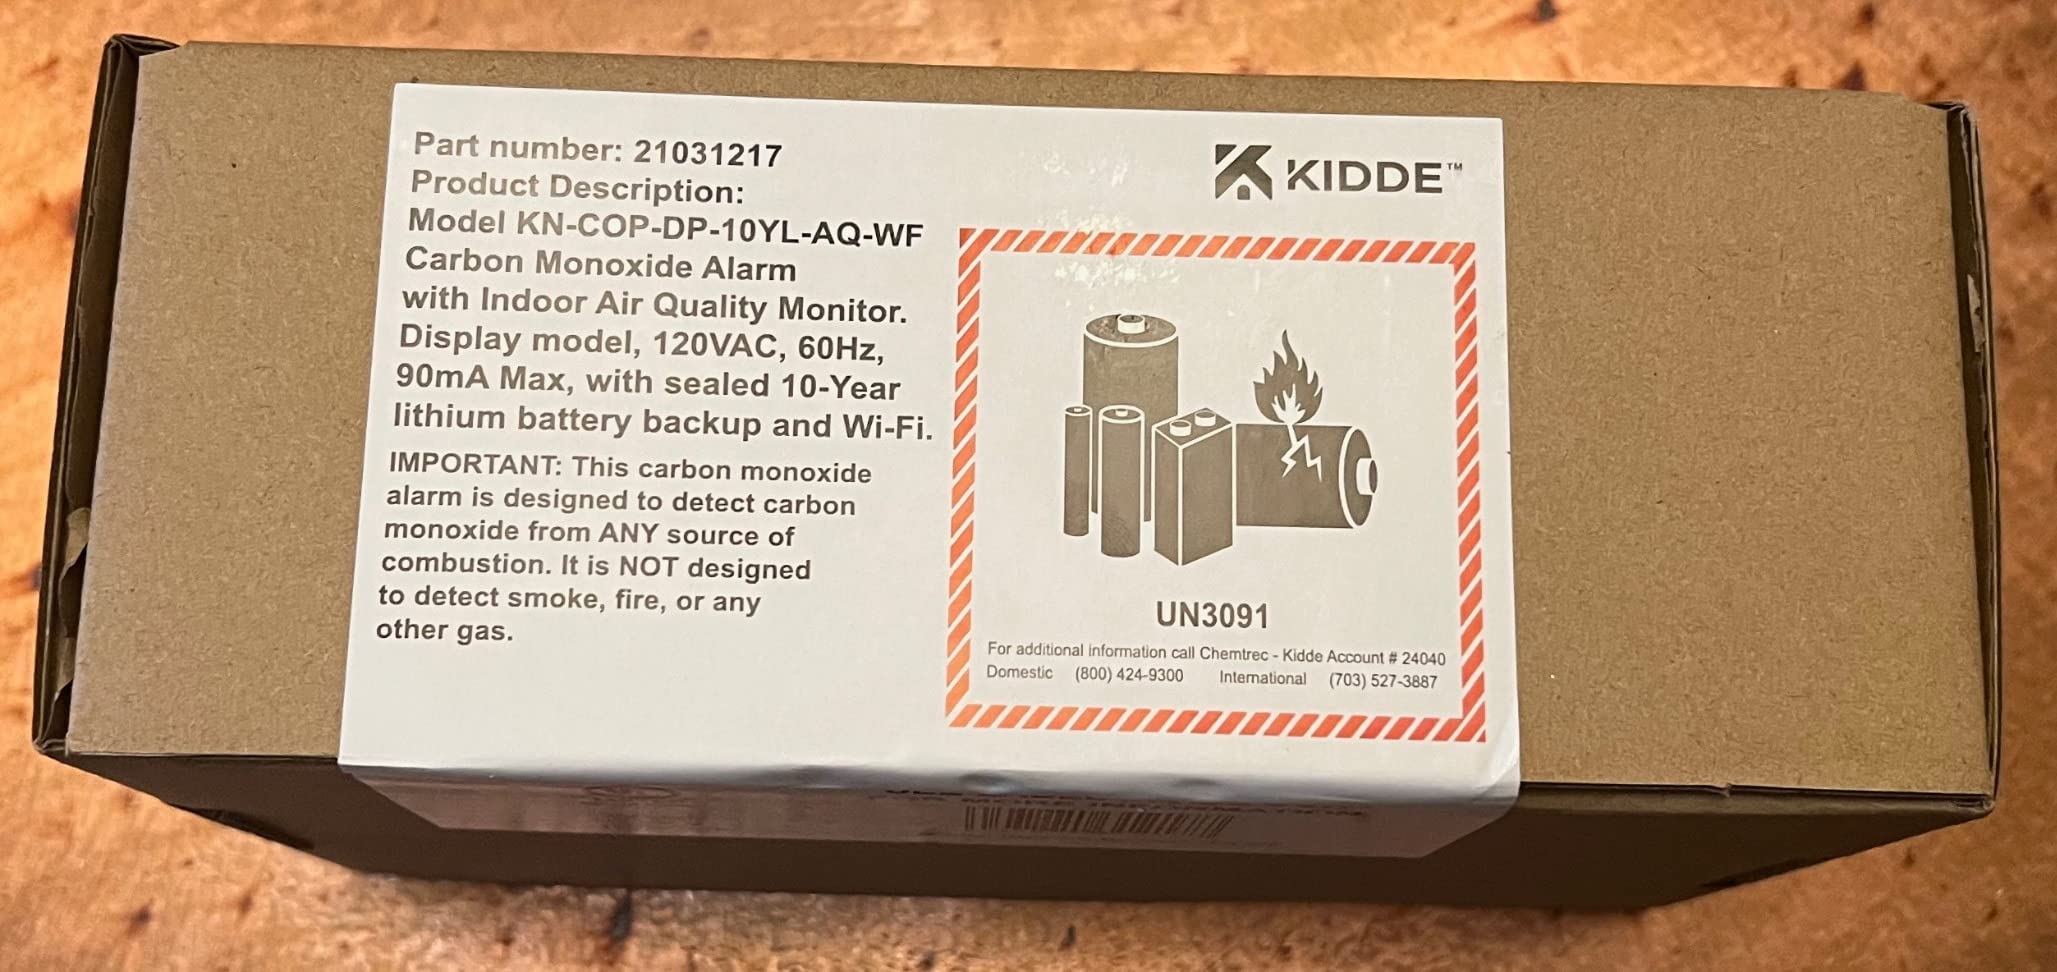 Part number: 21031217
Product Description:
Model KN-COP-DP-10YL-AQ-WF
Carbon Monoxide Alarm
with Indoor Air Quality Monitor.
Display model, 120VAC, 60Hz,
90mA Max, with sealed 10-Year
lithium battery backup and Wi-Fi.
IMPORTANT: This carbon monoxide
alarm is designed to detect carbon
monoxide from ANY source of
combustion. It is NOT designed
to detect smoke, fire, or any
other gas.
KIDDE™
UN3091
For additional information call Chemtrec - Kidde Account # 24040
Domestic (800) 424-9300 International (703) 527-3887
FOR MORE INFORMATION